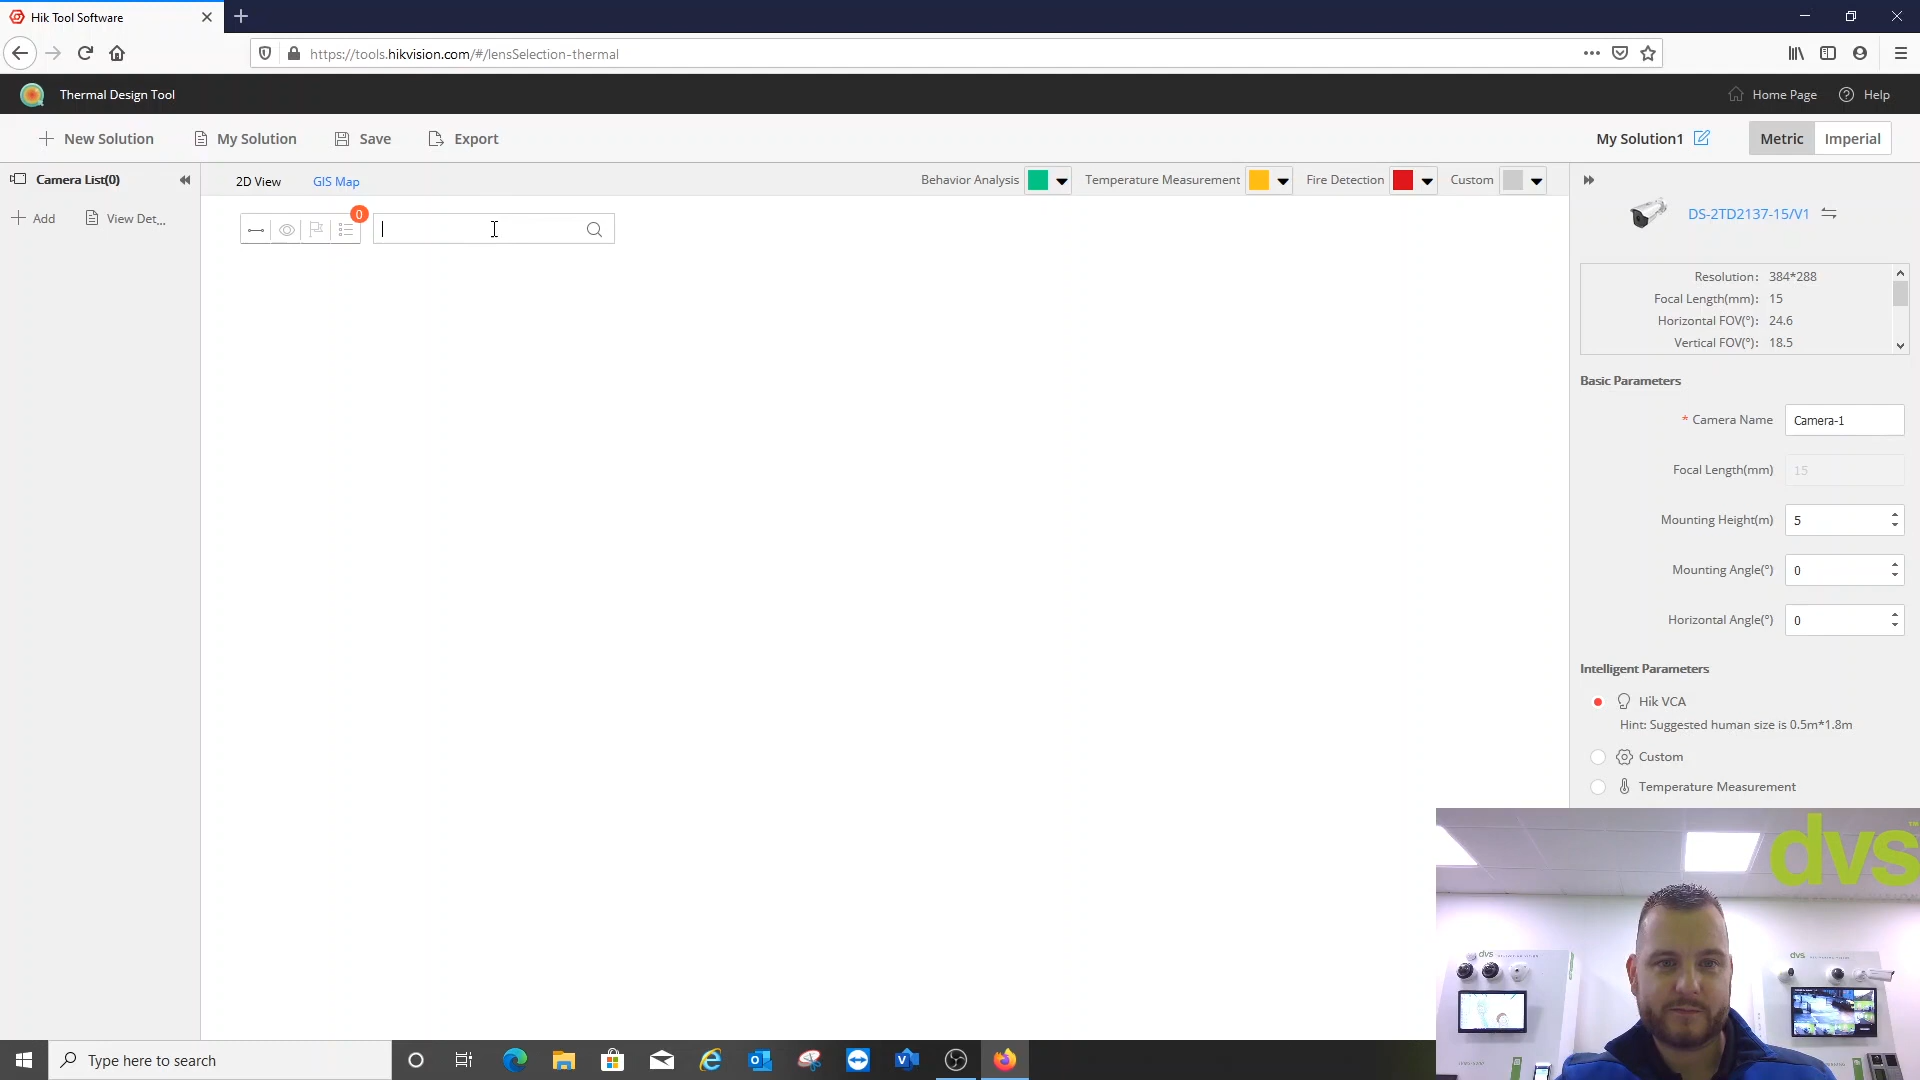 Hik Tool Software
https://tools.hikvision.com/#/lensSelection-thermal
Thermal Design Tool
Home Page
Help
New Solution
My Solution
Save
Export
My Solution1
Metric
Imperial
Camera List(0)
2D View
GIS Map
Behavior Analysis
Temperature Measurement
Fire Detection
Custom
Add
View Det...
0
DS-2TD2137-15/V1
Resolution: 384*288
Focal Length(mm): 15
Horizontal FOV(°): 24.6
Vertical FOV(°): 18.5
Basic Parameters
* Camera Name Camera-1
Focal Length(mm) 15
Mounting Height(m) 5
Mounting Angle(°) 0
Horizontal Angle(°) 0
Intelligent Parameters
Hik VCA
Hint: Suggested human size is 0.5m*1.8m
Custom
Temperature Measurement
dvs™
dvs
dvs
Type here to search